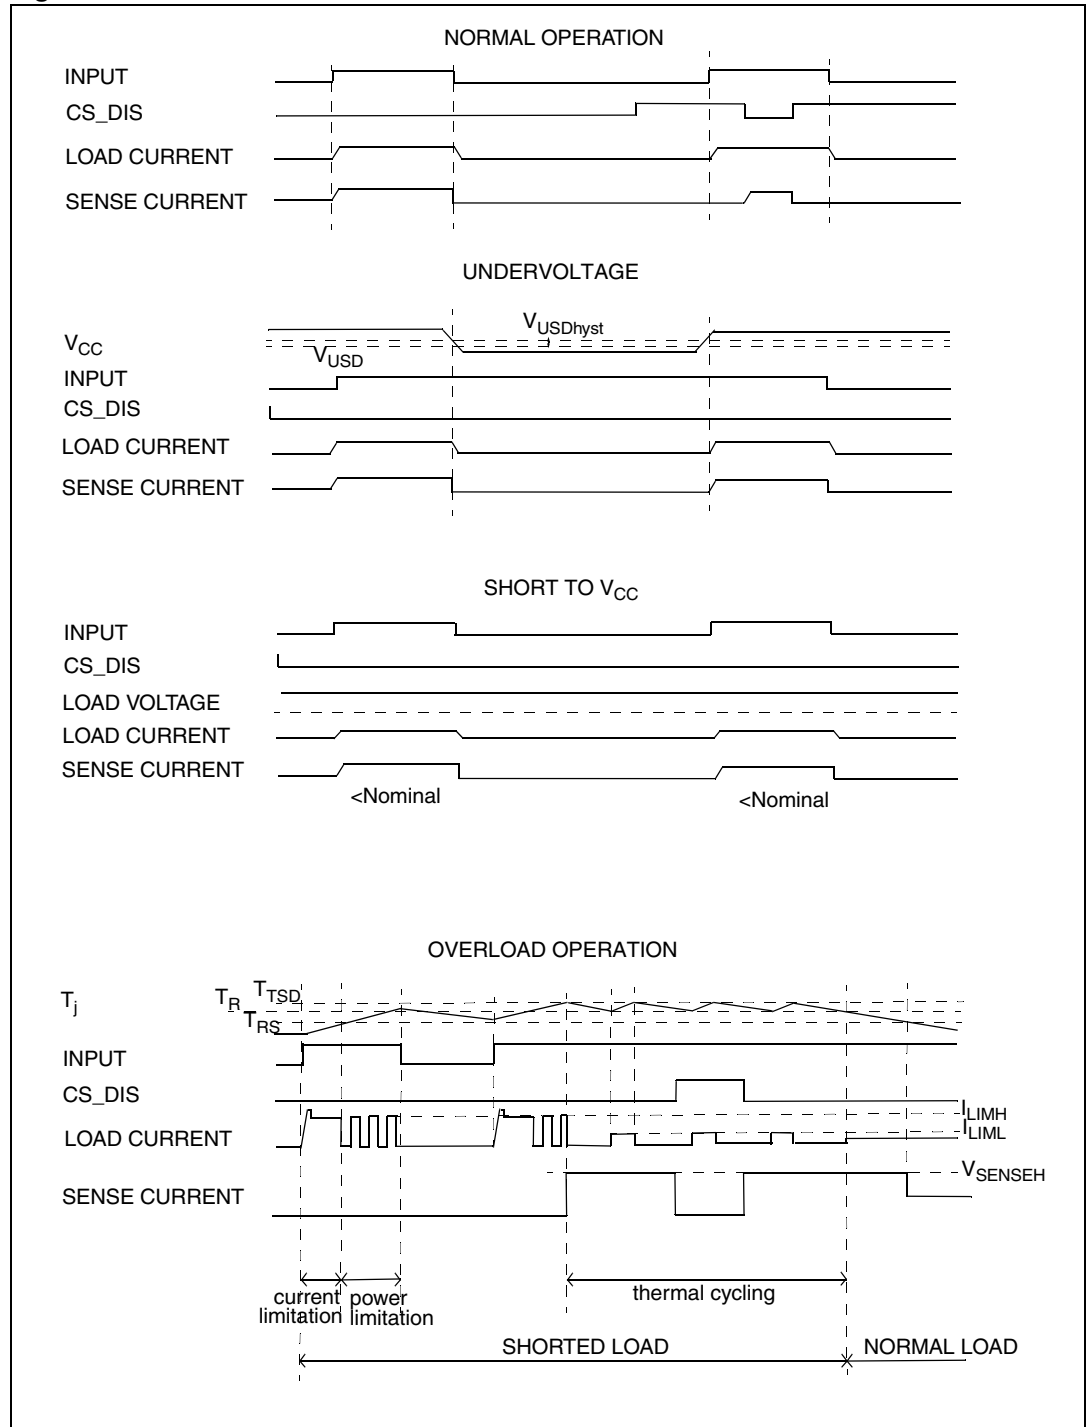 NORMAL OPERATION
INPUT
CS_DIS
LOAD CURRENT
SENSE CURRENT
UNDERVOLTAGE
VUSDhyst
VCC
VUSD
INPUT
CS_DIS
LOAD CURRENT
SENSE CURRENT
SHORT TO VCC
INPUT
CS_DIS
LOAD VOLTAGE
LOAD CURRENT
SENSE CURRENT
<Nominal <Nominal
OVERLOAD OPERATION
Tj TR TTSD
TRS
INPUT
CS_DIS
ILIMH
LOAD CURRENT ILIML
VSENSEH
SENSE CURRENT
current limitation
power limitation
thermal cycling
SHORTED LOAD NORMAL LOAD